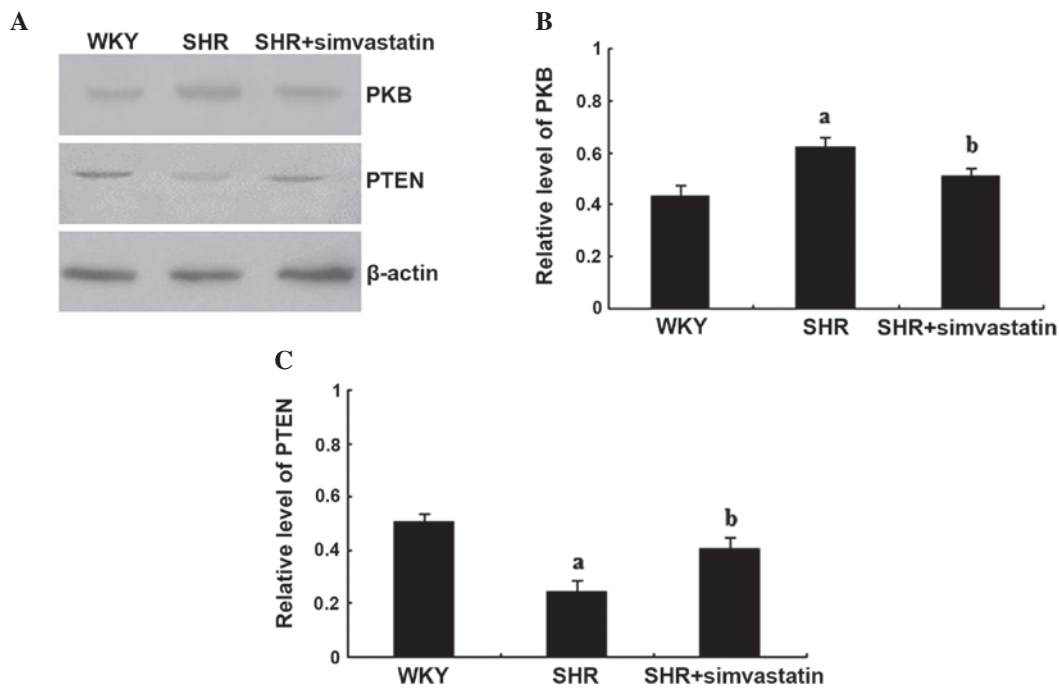 A
WKY SHR SHR+simvastatin
PKB
PTEN
β-actin
B
Relative level of PKB
1
0.8
0.6
0.4
0.2
0
a
b
WKY SHR SHR+simvastatin
C
Relative level of PTEN
1
0.8
0.6
0.4
0.2
0
a
b
WKY SHR SHR+simvastatin